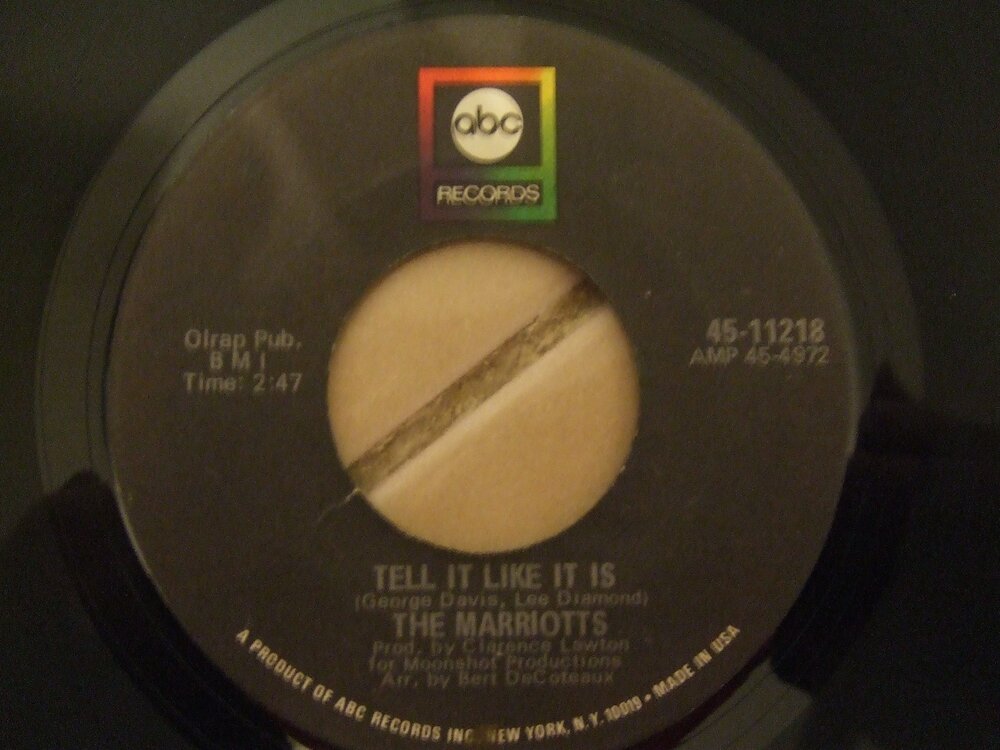 abc
RECORDS
Olrap Pub.
BMI
Time: 2:47
45-11218
AMP 45-4972
TELL IT LIKE IT IS
(George Davis, Lee Diamond)
THE MARRIOTTS
Prod. by Clarence Lawton
for Moonshot Productions
Arr. by Bert DeCoteaux
A PRODUCT OF ABC RECORDS INC. NEW YORK, N.Y. 10019 • MADE IN USA